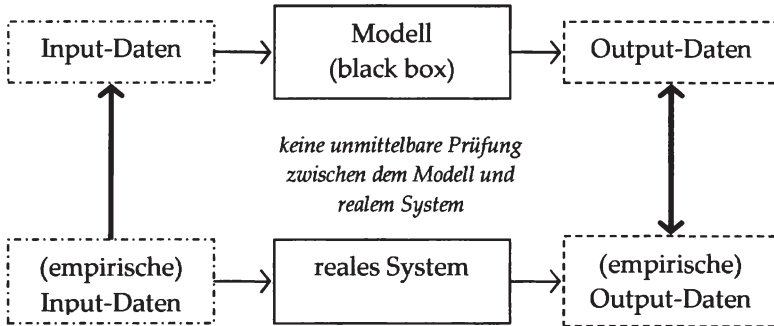 Input-Daten
Modell
(black box)
Output-Daten
keine unmittelbare Prüfung
zwischen dem Modell und
realem System
(empirische)
Input-Daten
reales System
(empirische)
Output-Daten